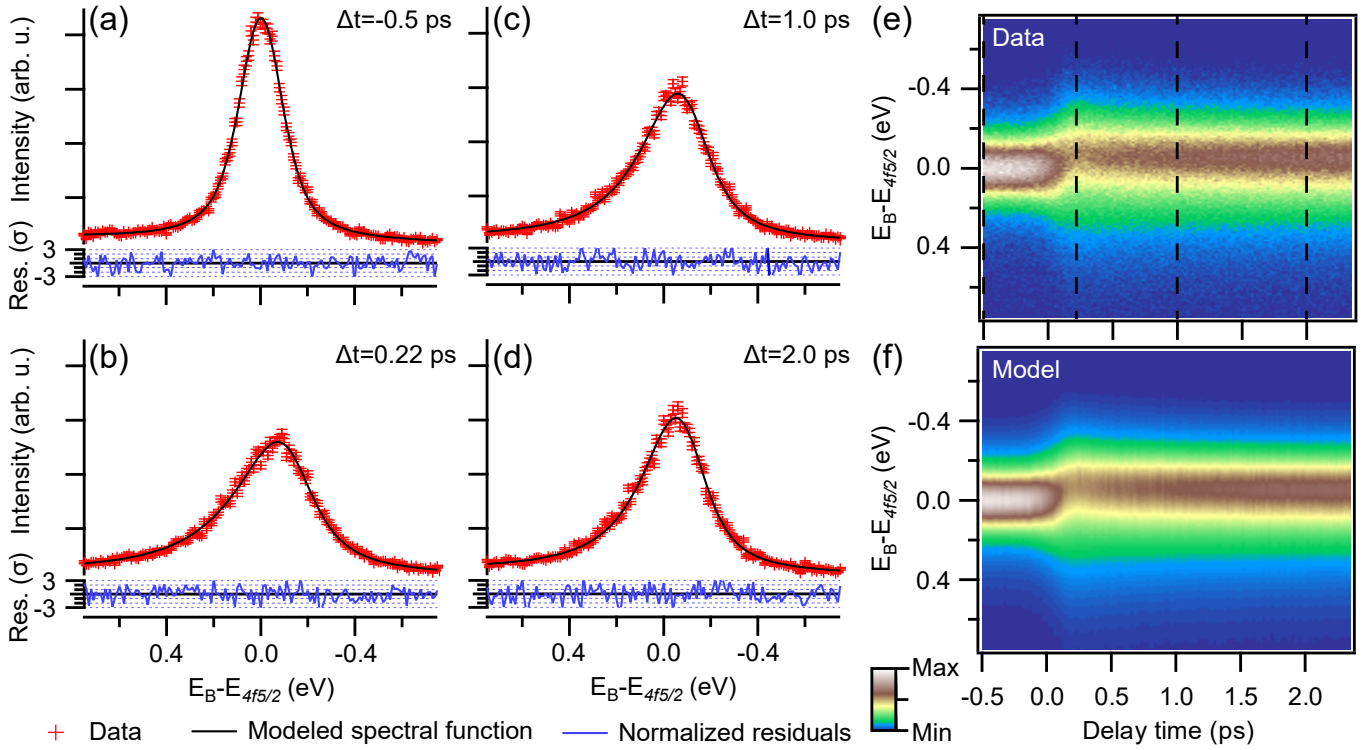 (a)
Δt=-0.5 ps
Intensity (arb. u.)
Res. (σ)
3
-3
(c)
Δt=1.0 ps
(e)
Data
-0.4
0.0
0.4
E_B-E_4f5/2 (eV)
(b)
Δt=0.22 ps
Intensity (arb. u.)
Res. (σ)
3
-3
0.4
0.0
-0.4
E_B-E_4f5/2 (eV)
(d)
Δt=2.0 ps
0.4
0.0
-0.4
E_B-E_4f5/2 (eV)
(f)
Model
-0.4
0.0
0.4
E_B-E_4f5/2 (eV)
-0.5
0.0
0.5
1.0
1.5
2.0
Delay time (ps)
Max
Min
Data
Modeled spectral function
Normalized residuals